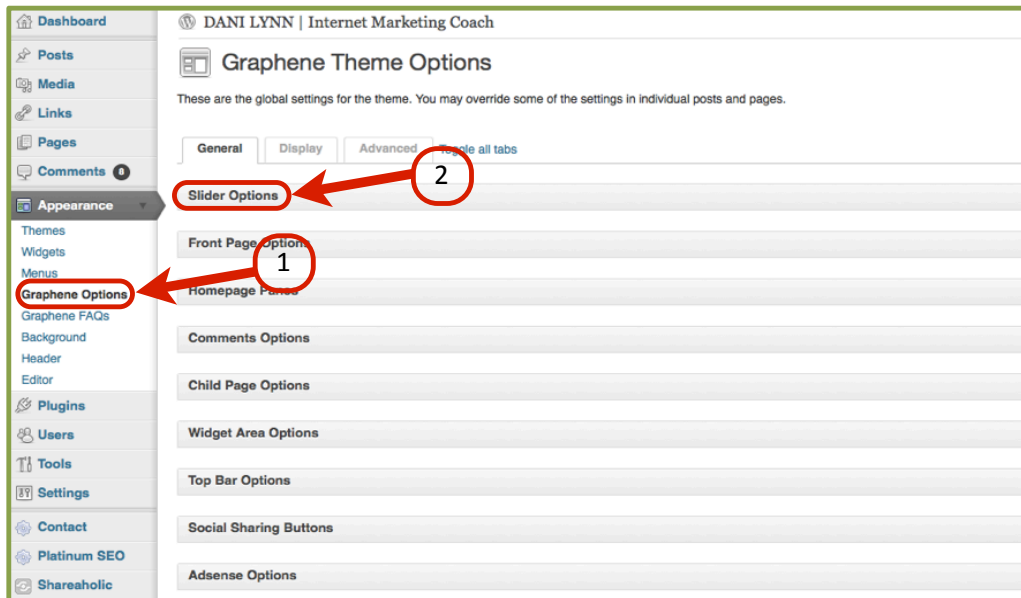 Dashboard
Posts
Media
Links
Pages
Comments 8
Appearance
Themes
Widgets
Menus
Graphene Options
Graphene FAQs
Background
Header
Editor
Plugins
Users
Tools
Settings
Contact
Platinum SEO
Shareaholic
DANI LYNN | Internet Marketing Coach
Graphene Theme Options
These are the global settings for the theme. You may override some of the settings in individual posts and pages.
General Display Advanced Toggle all tabs
2
Slider Options
Front Page Options
1
Homepage Panes
Comments Options
Child Page Options
Widget Area Options
Top Bar Options
Social Sharing Buttons
Adsense Options